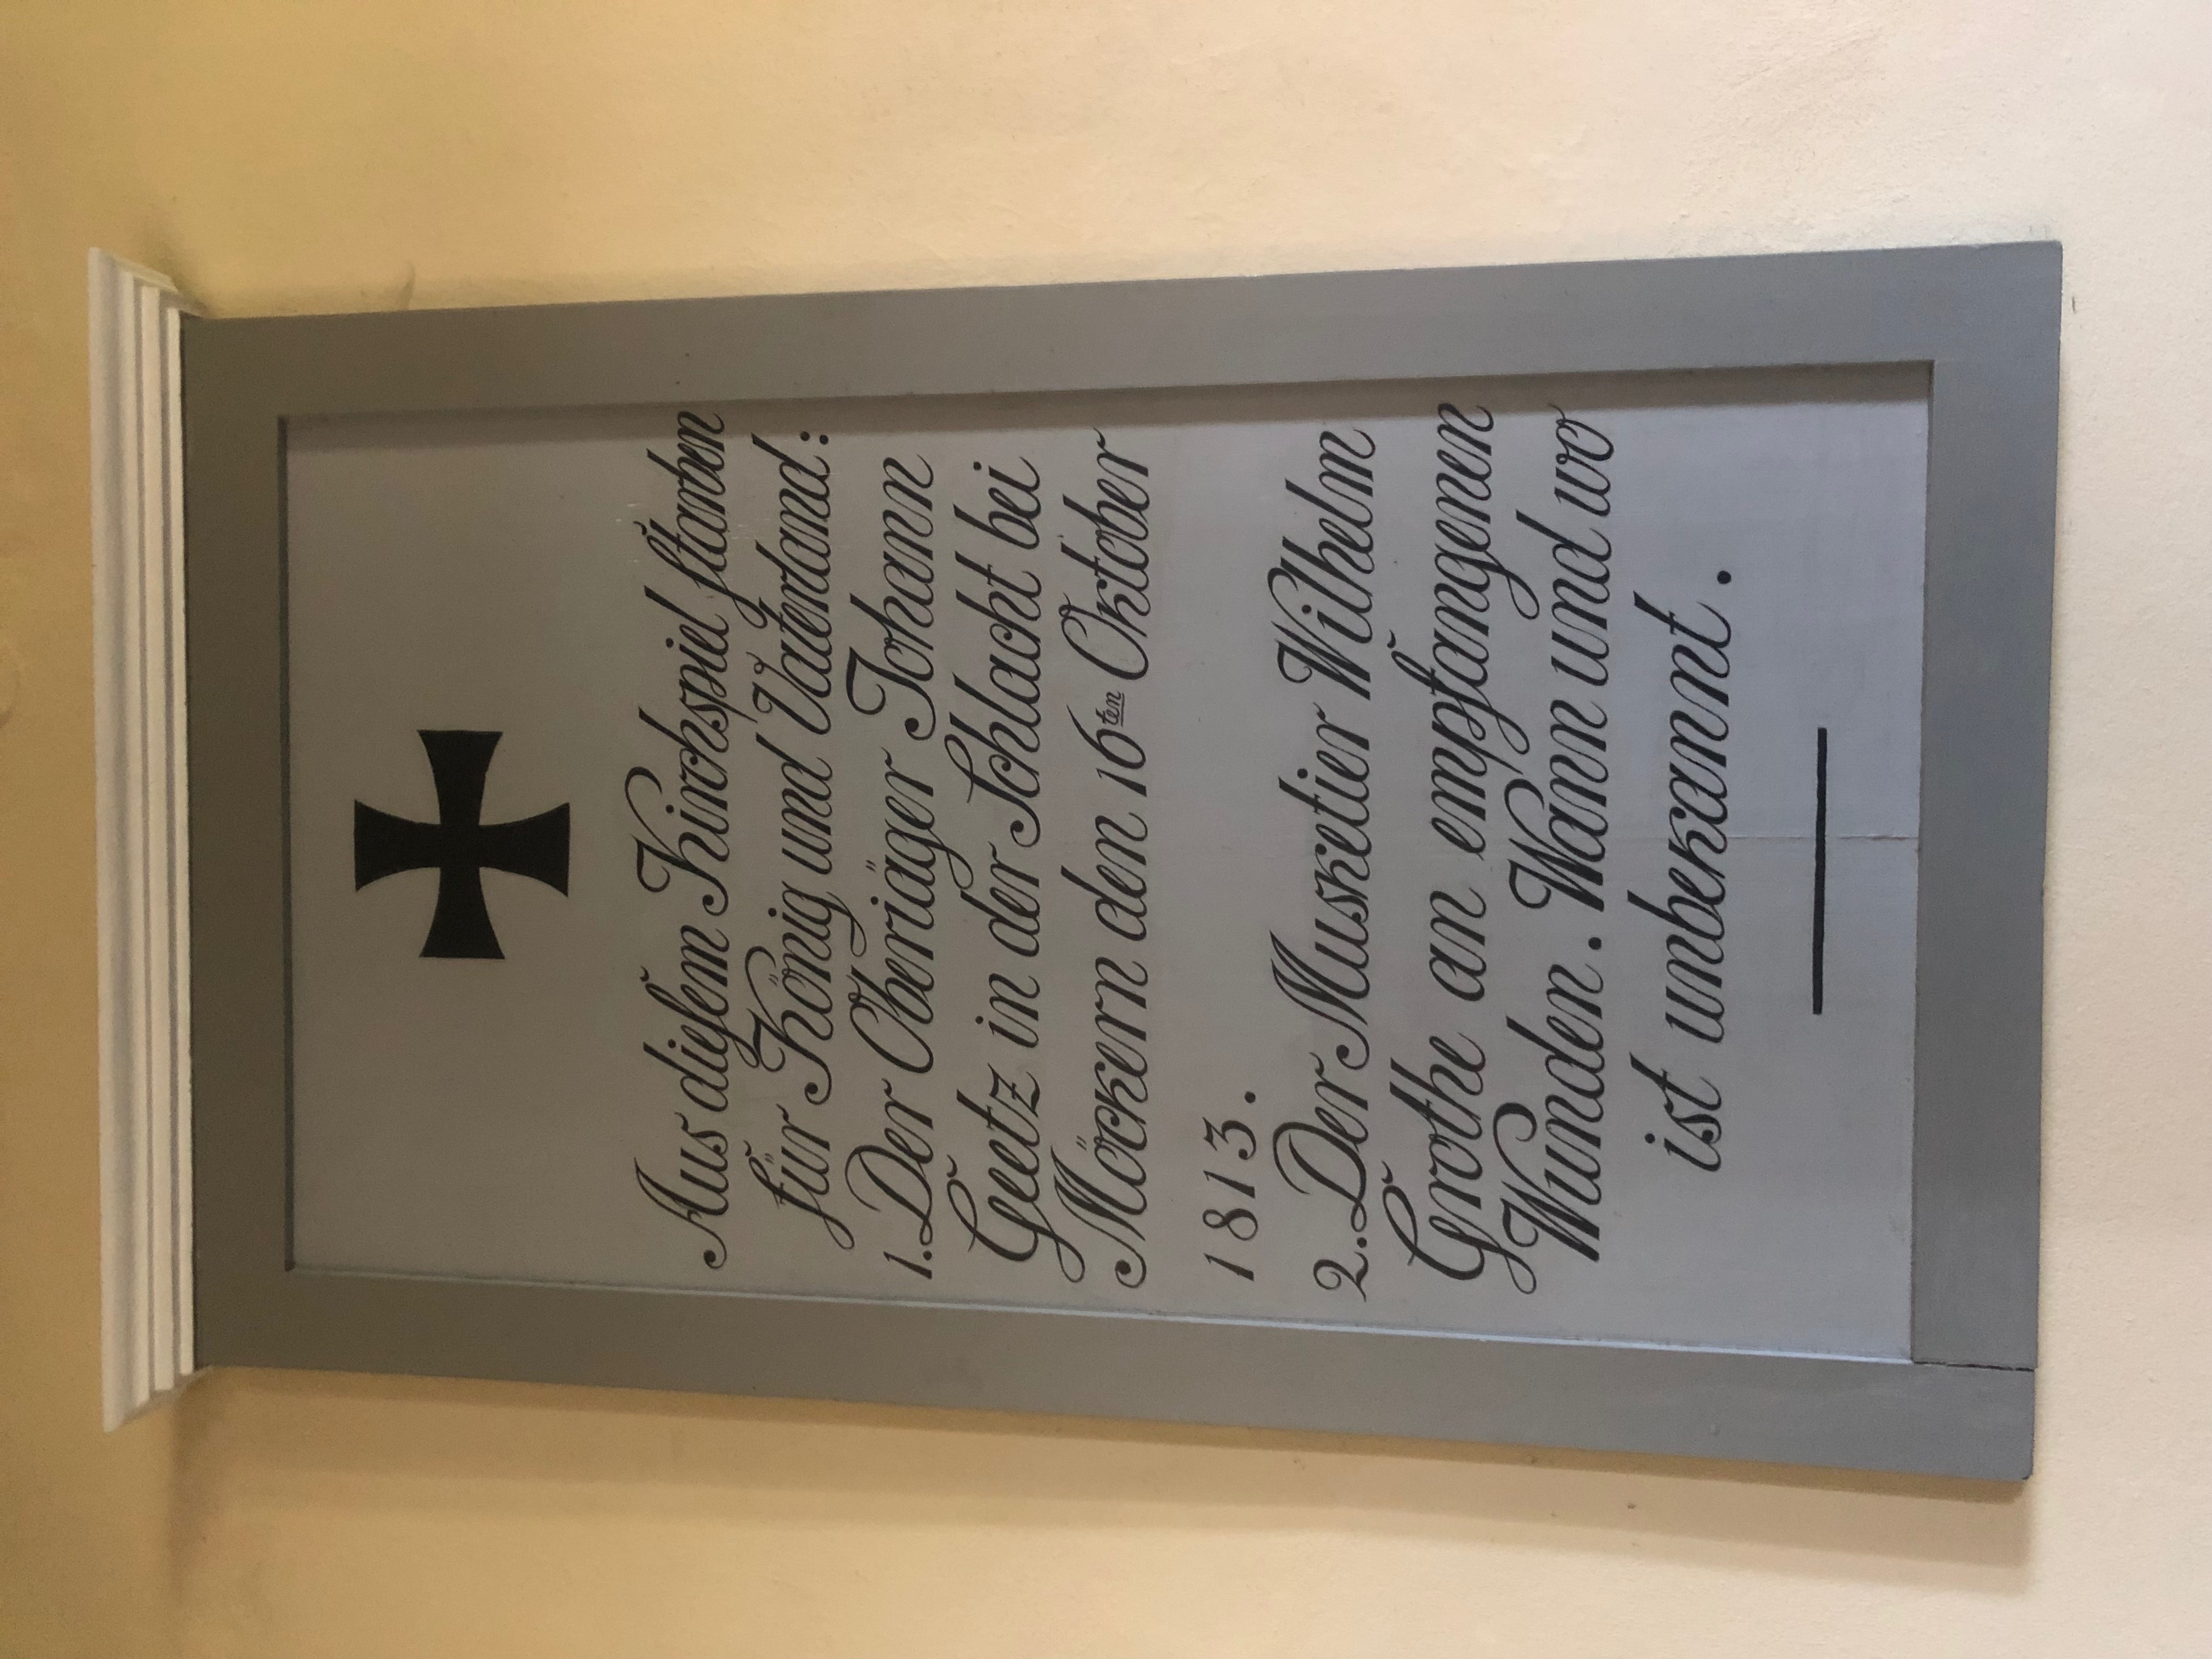 Aus dieſem Kirchspiel ſtarben
für König und Vaterland:
1. Der Oberjäger Johann
Geetz in der Schlacht bei
Möckern den 16ten Oktober
1813.
2. Der Musketier Wilhelm
Grothe an empfangenen
Wunden. Wann und wo
ist unbekannt.